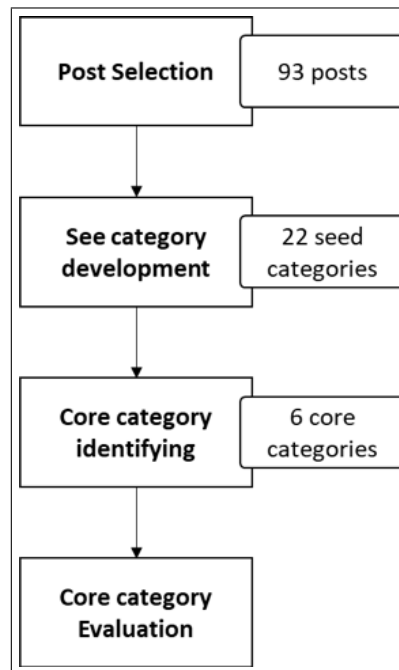 Post Selection
93 posts
See category
development
22 seed
categories
Core category
identifying
6 core
categories
Core category
Evaluation